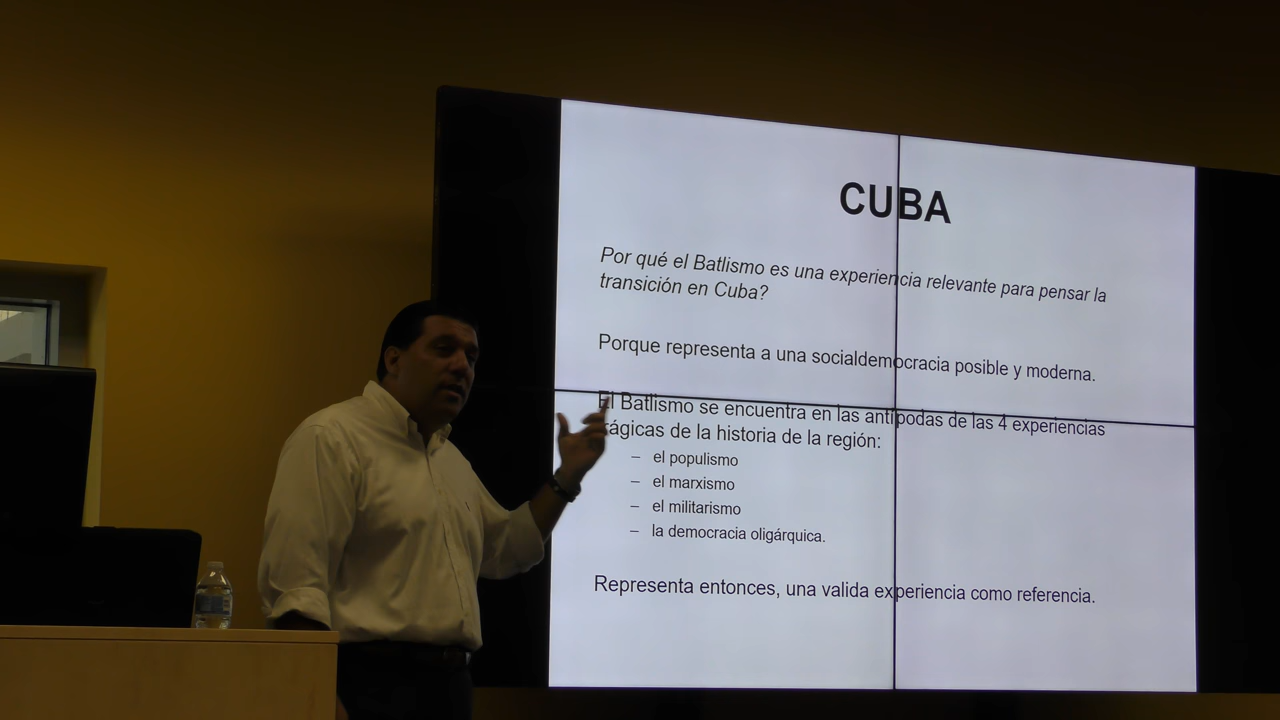 CUBA
Por qué el Batlismo es una experiencia relevante para pensar la
transición en Cuba?
Porque representa a una socialdemocracia posible y moderna.
El Batlismo se encuentra en las antípodas de las 4 experiencias
trágicas de la historia de la región:
– el populismo
– el marxismo
– el militarismo
– la democracia oligárquica.
Representa entonces, una valida experiencia como referencia.